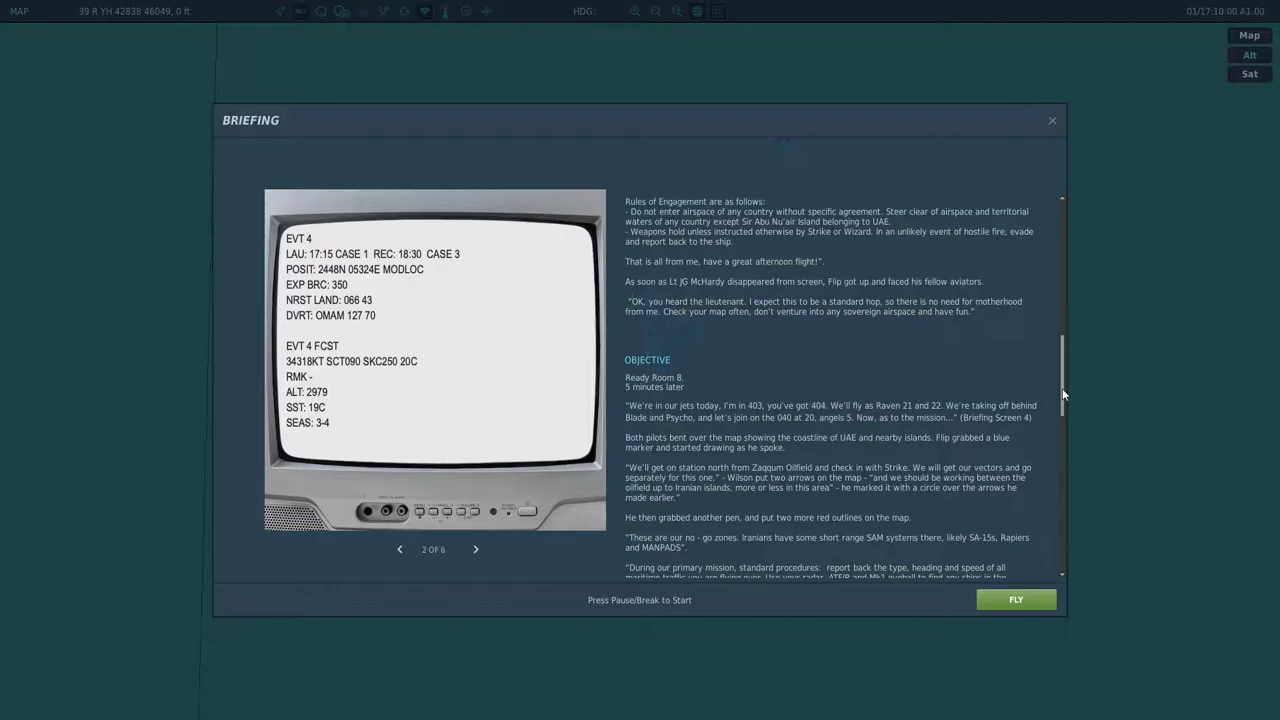 MAP
39 R YH 42838 46049, 0 ft
HDG:
01/17:10:00 A1.00
Map
Alt
Sat
BRIEFING
EVT 4
LAU: 17:15 CASE 1 REC: 18:30 CASE 3
POSIT: 2448N 05324E MODLOC
EXP BRC: 350
NRST LAND: 066 43
DVRT: OMAM 127 70
EVT 4 FCST
34318KT SCT090 SKC250 20C
RMK -
ALT: 2979
SST: 19C
SEAS: 3-4
2 OF 6
Rules of Engagement are as follows:
- Do not enter airspace of any country without specific agreement. Steer clear of airspace and territorial
waters of any country except Sir Abu Nu'air Island belonging to UAE.
- Weapons hold unless instructed otherwise by Strike or Wizard. In an unlikely event of hostile fire, evade
and report back to the ship.
That is all from me, have a great afternoon flight!”.
As soon as Lt JG McHardy disappeared from screen, Flip got up and faced his fellow aviators.
“OK, you heard the lieutenant. I expect this to be a standard hop, so there is no need for motherhood
from me. Check your map often, don’t venture into any sovereign airspace and have fun.”
OBJECTIVE
Ready Room 8,
5 minutes later
“We’re in our jets today, I’m in 403, you’ve got 404. We’ll fly as Raven 21 and 22. We’re taking off behind
Blade and Psycho, and let’s join on the 040 at 20, angels 5. Now, as to the mission...” (Briefing Screen 4)
Both pilots bent over the map showing the coastline of UAE and nearby islands. Flip grabbed a blue
marker and started drawing as he spoke.
“We’ll get on station north from Zaqqum Oilfield and check in with Strike. We will get our vectors and go
separately for this one.” - Wilson put two arrows on the map - “and we should be working between the
oilfield up to Iranian islands, more or less in this area” - he marked it with a circle over the arrows he
made earlier.”
He then grabbed another pen, and put two more red outlines on the map.
“These are our no - go zones. Iranians have some short range SAM systems there, likely SA-15s, Rapiers
and MANPADS”.
“During our primary mission, standard procedures: report back the type, heading and speed of all
maritime traffic you are flying over. Use your radar, ATFLIR and Mk1 eyeball to find any ships in the
Press Pause/Break to Start
FLY